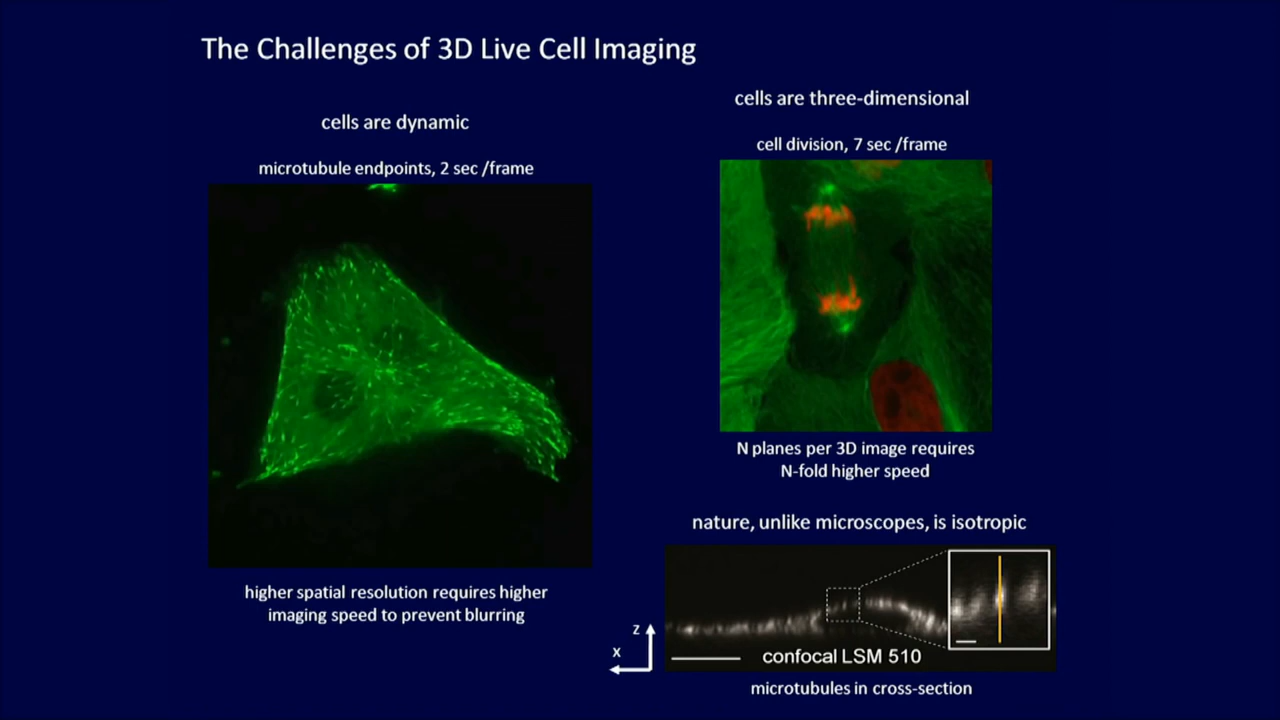 The Challenges of 3D Live Cell Imaging
cells are dynamic
microtubule endpoints, 2 sec /frame
higher spatial resolution requires higher
imaging speed to prevent blurring
cells are three-dimensional
cell division, 7 sec /frame
N planes per 3D image requires
N-fold higher speed
nature, unlike microscopes, is isotropic
z
x
confocal LSM 510
microtubules in cross-section